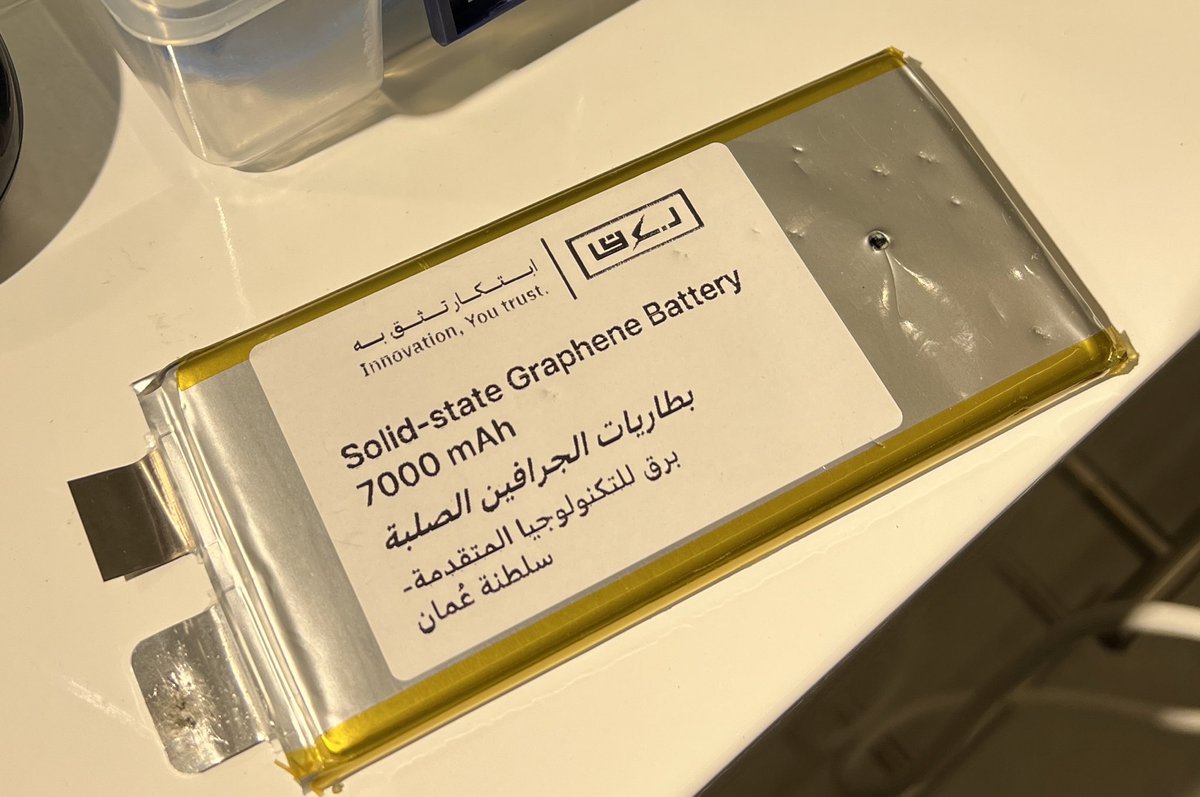 برق
ابتكار تثق به
Innovation, You trust.
Solid-state Graphene Battery
7000 mAh
بطاريات الجرافين الصلبة
برق للتكنولوجيا المتقدمة-
سلطنة عُمان